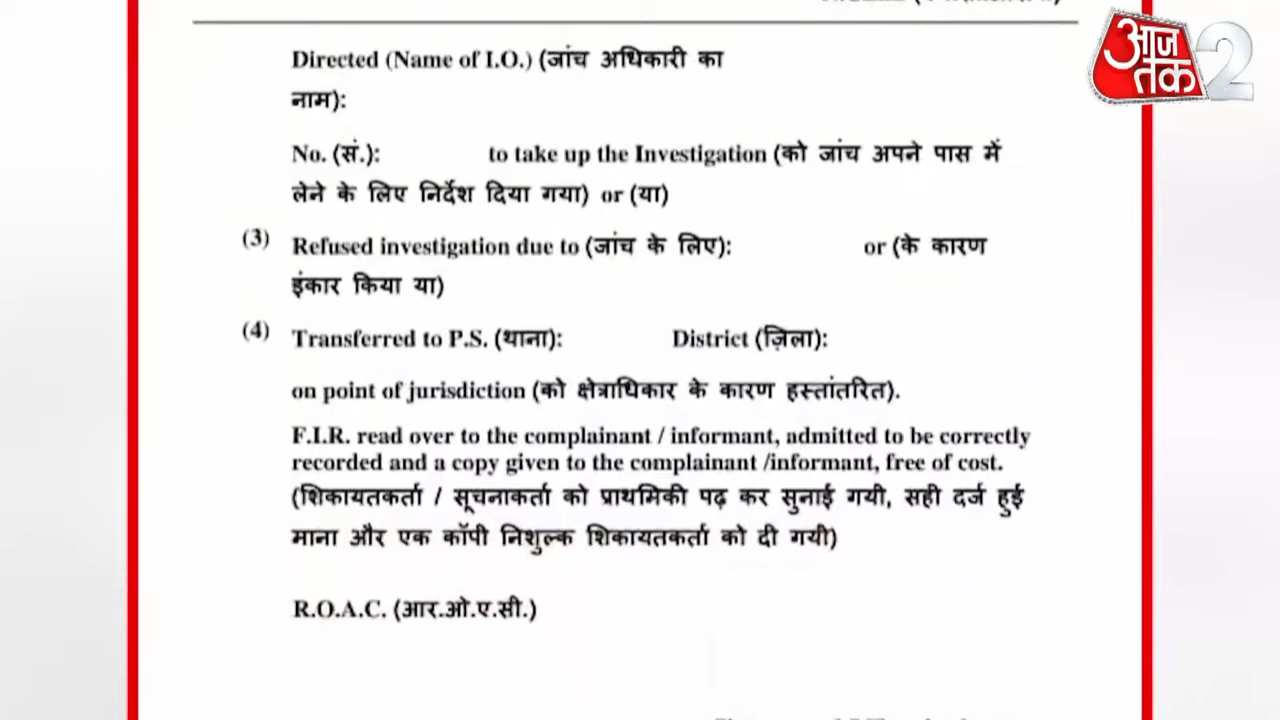 आज तक 2
Directed (Name of I.O.) (जांच अधिकारी का
नाम):
No. (सं.): to take up the Investigation (को जांच अपने पास में
लेने के लिए निर्देश दिया गया) or (या)
(3) Refused investigation due to (जांच के लिए): or (के कारण
इंकार किया या)
(4) Transferred to P.S. (थाना): District (ज़िला):
on point of jurisdiction (को क्षेत्राधिकार के कारण हस्तांतरित).
F.I.R. read over to the complainant / informant, admitted to be correctly
recorded and a copy given to the complainant /informant, free of cost.
(शिकायतकर्ता / सूचनाकर्ता को प्राथमिकी पढ़ कर सुनाई गयी, सही दर्ज हुई
माना और एक कॉपी निशुल्क शिकायतकर्ता को दी गयी)
R.O.A.C. (आर.ओ.ए.सी.)